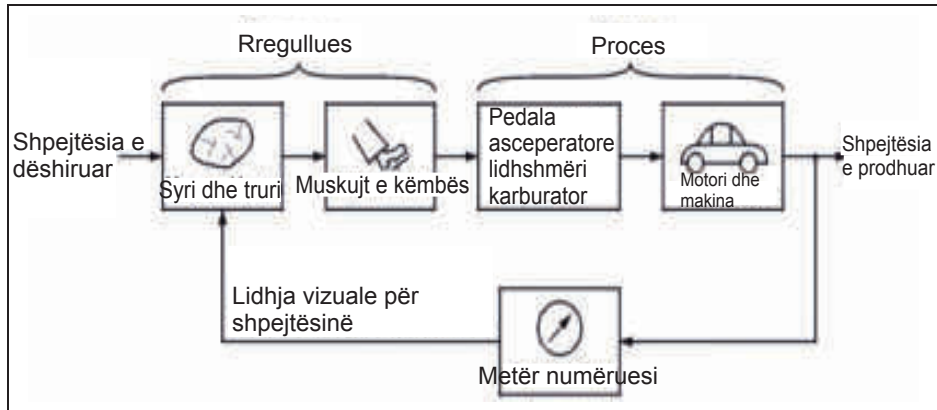 Rregullues
Proces
Shpejtësia e
dëshiruar
Syri dhe truri
Muskujt e këmbës
Pedala
asceperatore
lidhshmëri
karburator
Motori dhe
makina
Shpejtësia
e prodhuar
Lidhja vizuale për
shpejtësinë
Metër numëruesi